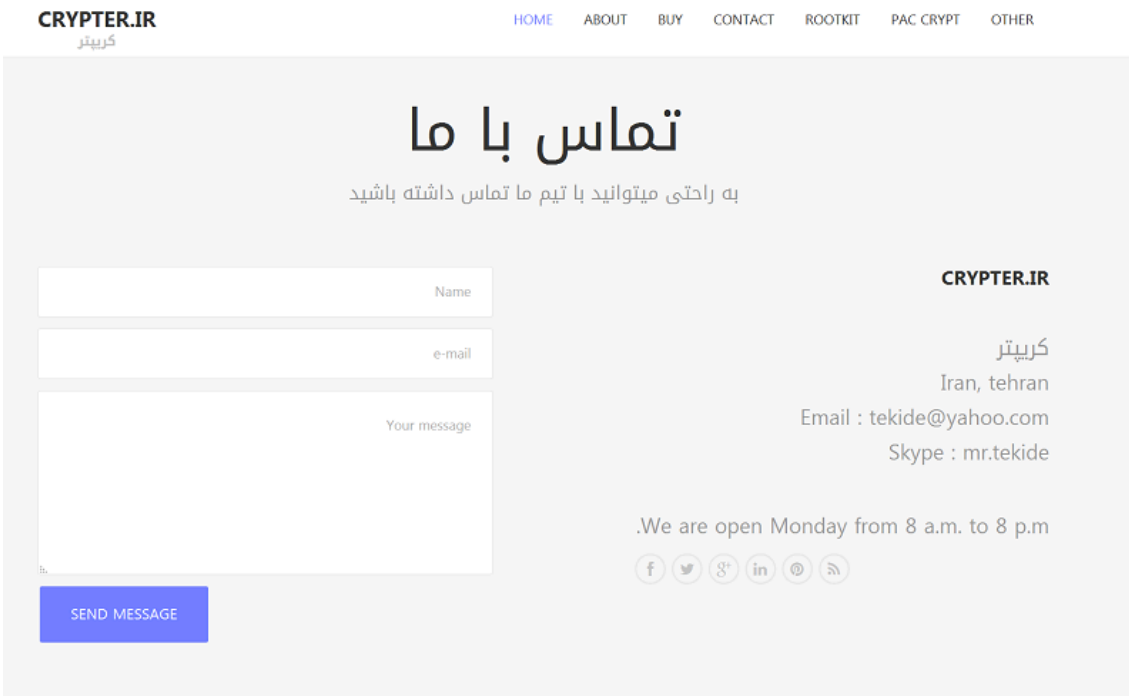 CRYPTER.IR
کریپتر
HOME ABOUT BUY CONTACT ROOTKIT PAC CRYPT OTHER
تماس با ما
به راحتی میتوانید با تیم ما تماس داشته باشید
Name
e-mail
Your message
SEND MESSAGE
CRYPTER.IR
کریپتر
Iran, tehran
Email : tekide@yahoo.com
Skype : mr.tekide
.We are open Monday from 8 a.m. to 8 p.m